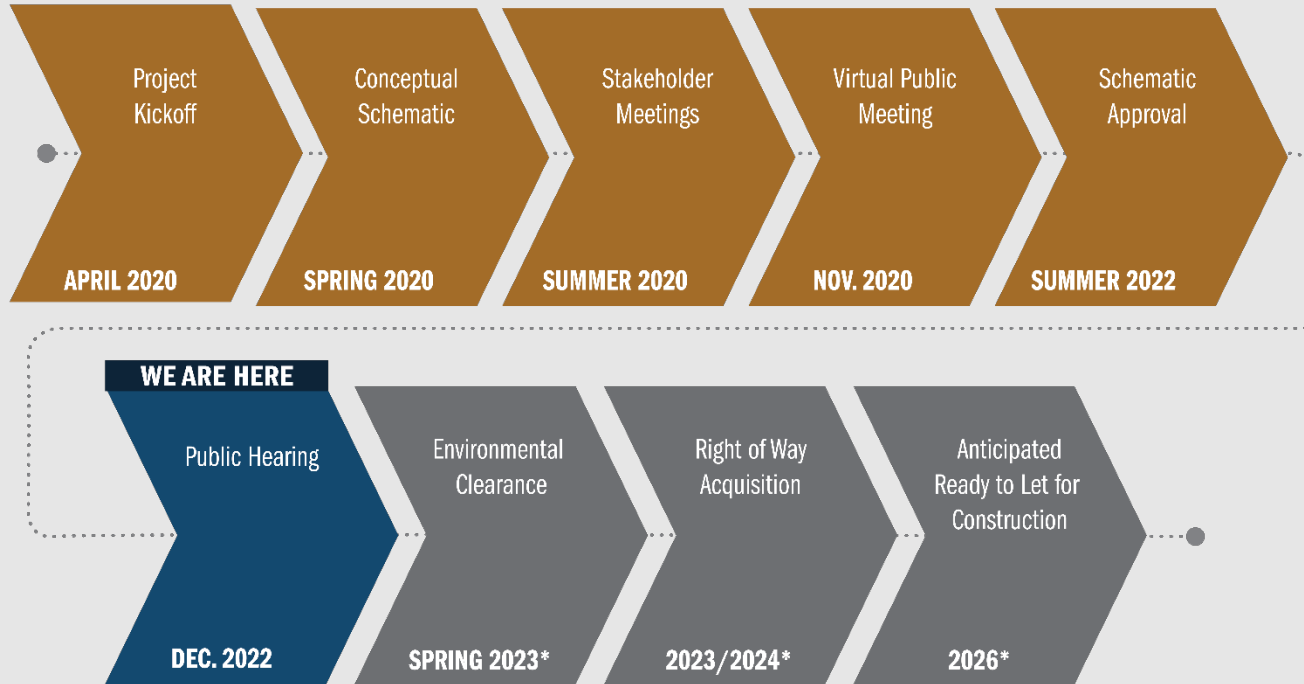 Project
Kickoff
APRIL 2020
Conceptual
Schematic
SPRING 2020
Stakeholder
Meetings
SUMMER 2020
Virtual Public
Meeting
NOV. 2020
Schematic
Approval
SUMMER 2022
WE ARE HERE
Public Hearing
DEC. 2022
Environmental
Clearance
SPRING 2023*
Right of Way
Acquisition
2023/2024*
Anticipated
Ready to Let for
Construction
2026*